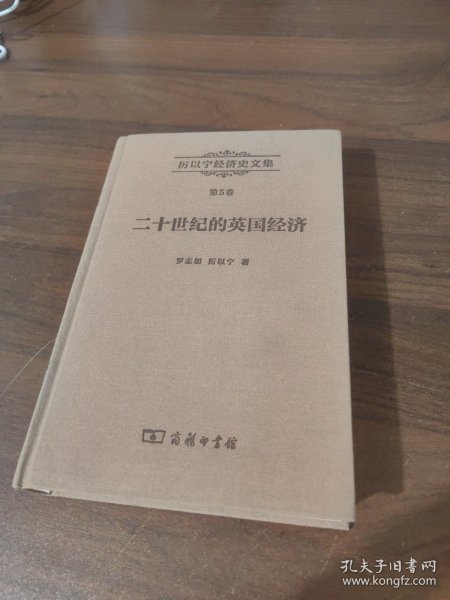 厉以宁经济史文集
第5卷
二十世纪的英国经济
罗志如 厉以宁 著
商务印书馆
孔夫子旧书网
www.kongfz.com